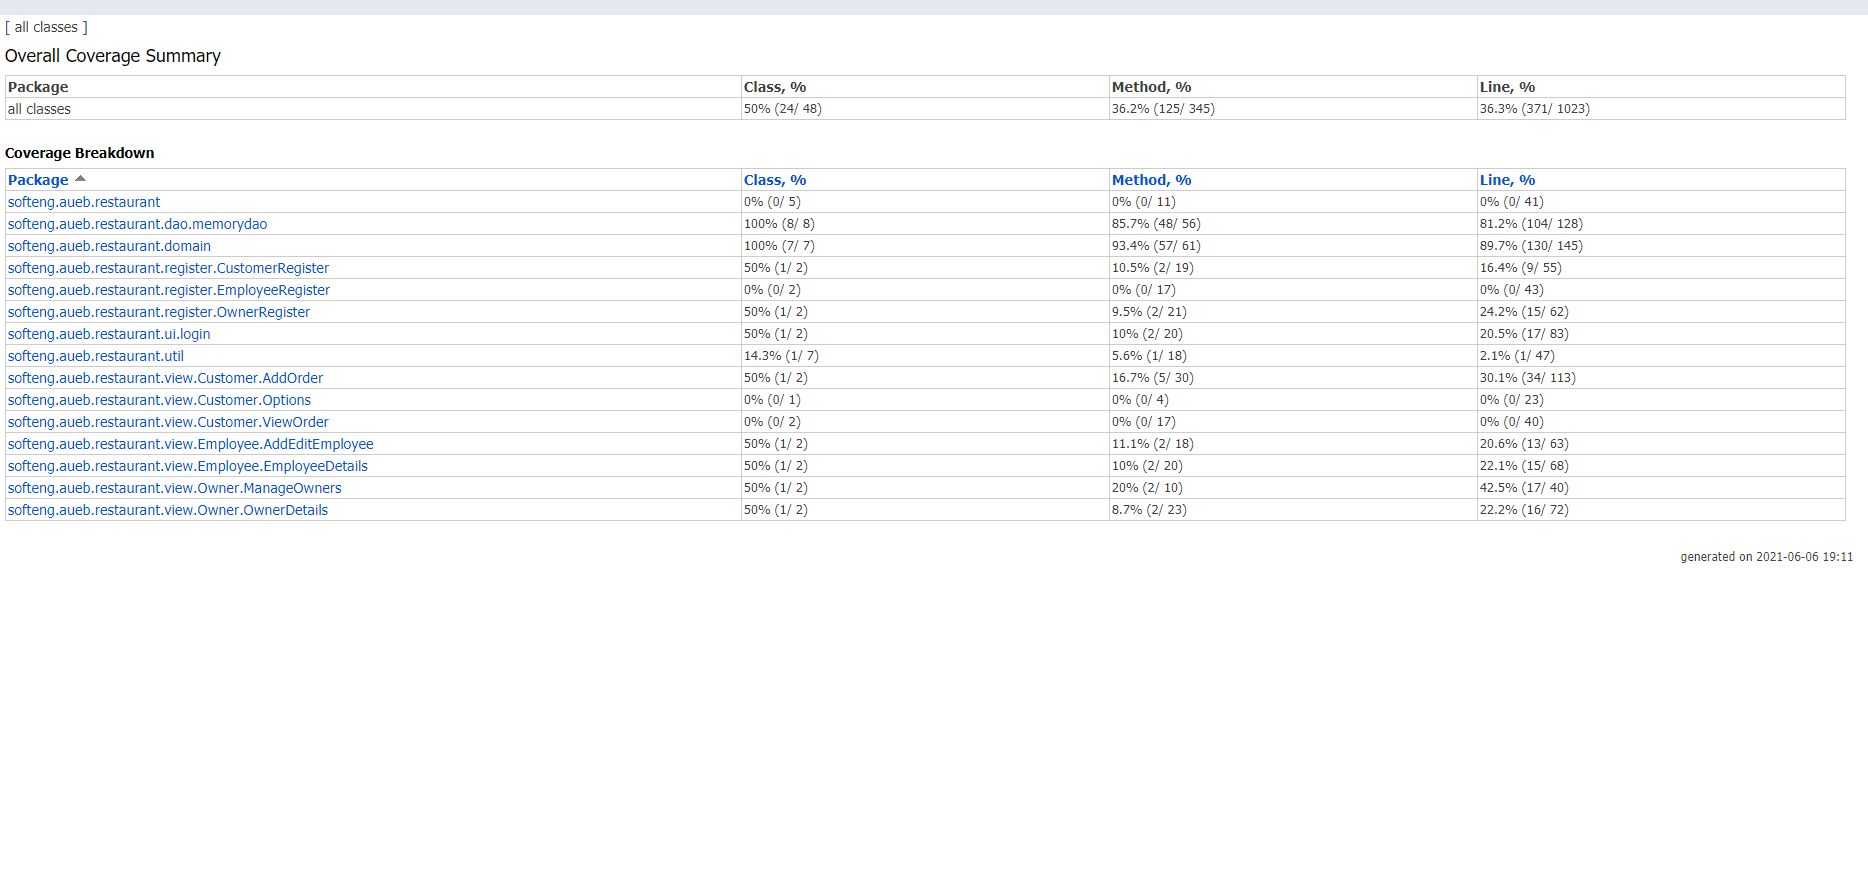 [ all classes ]
Overall Coverage Summary
Package Class, % Method, % Line, %
all classes 50% (24/ 48) 36.2% (125/ 345) 36.3% (371/ 1023)
Coverage Breakdown
Package Class, % Method, % Line, %
softeng.aueb.restaurant 0% (0/ 5) 0% (0/ 11) 0% (0/ 41)
softeng.aueb.restaurant.dao.memorydao 100% (8/ 8) 85.7% (48/ 56) 81.2% (104/ 128)
softeng.aueb.restaurant.domain 100% (7/ 7) 93.4% (57/ 61) 89.7% (130/ 145)
softeng.aueb.restaurant.register.CustomerRegister 50% (1/ 2) 10.5% (2/ 19) 16.4% (9/ 55)
softeng.aueb.restaurant.register.EmployeeRegister 0% (0/ 2) 0% (0/ 17) 0% (0/ 43)
softeng.aueb.restaurant.register.OwnerRegister 50% (1/ 2) 9.5% (2/ 21) 24.2% (15/ 62)
softeng.aueb.restaurant.ui.login 50% (1/ 2) 10% (2/ 20) 20.5% (17/ 83)
softeng.aueb.restaurant.util 14.3% (1/ 7) 5.6% (1/ 18) 2.1% (1/ 47)
softeng.aueb.restaurant.view.Customer.AddOrder 50% (1/ 2) 16.7% (5/ 30) 30.1% (34/ 113)
softeng.aueb.restaurant.view.Customer.Options 0% (0/ 1) 0% (0/ 4) 0% (0/ 23)
softeng.aueb.restaurant.view.Customer.ViewOrder 0% (0/ 2) 0% (0/ 17) 0% (0/ 40)
softeng.aueb.restaurant.view.Employee.AddEditEmployee 50% (1/ 2) 11.1% (2/ 18) 20.6% (13/ 63)
softeng.aueb.restaurant.view.Employee.EmployeeDetails 50% (1/ 2) 10% (2/ 20) 22.1% (15/ 68)
softeng.aueb.restaurant.view.Owner.ManageOwners 50% (1/ 2) 20% (2/ 10) 42.5% (17/ 40)
softeng.aueb.restaurant.view.Owner.OwnerDetails 50% (1/ 2) 8.7% (2/ 23) 22.2% (16/ 72)
generated on 2021-06-06 19:11